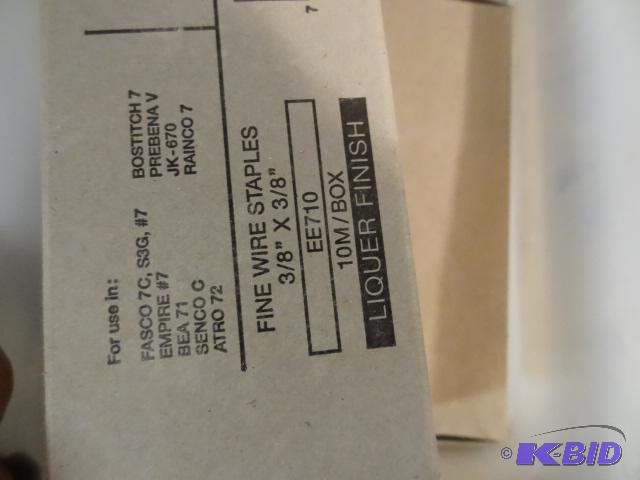 For use in:
FASCO 7C, S3G, #7
EMPIRE #7
BEA 71
SENCO C
ATRO 72
BOSTITCH 7
PREBENA V
JK-670
RAINCO 7
FINE WIRE STAPLES
3/8" X 3/8"
EE710
10M/BOX
LIQUER FINISH
7
© K-BID